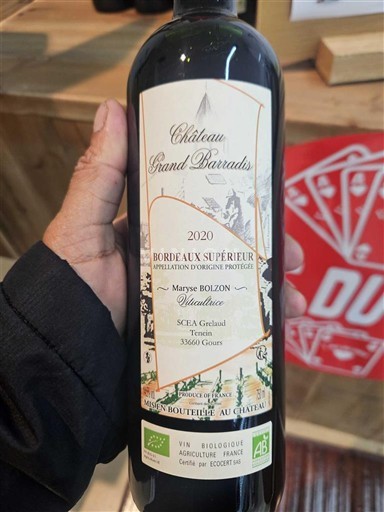 Château
Grand Barradis
2020
BORDEAUX SUPÉRIEUR
APPELLATION D'ORIGINE PROTÉGÉE
Maryse BOLZON
Viticultrice
SCEA Grelaud
Tenein
33660 Gours
PRODUCE OF FRANCE
MIS EN BOUTEILLE AU CHÂTEAU
VIN BIOLOGIQUE
AGRICULTURE FRANCE
Certifié par ECOCERT SAS
AB
DU